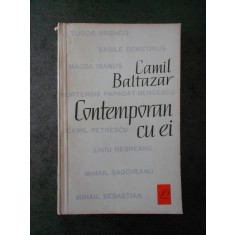 TUDOR ARGHEZI
VASILE DEMETRIUS
MAGDA ISANOS
Camil
Baltazar
HORTENSIA PAPADAT BENGESCU
Contemporan
cu ei
CAMIL PETRESCU
LIVIU REBREANU
MIHAIL SADOVEANU
MIHAIL SEBASTIAN